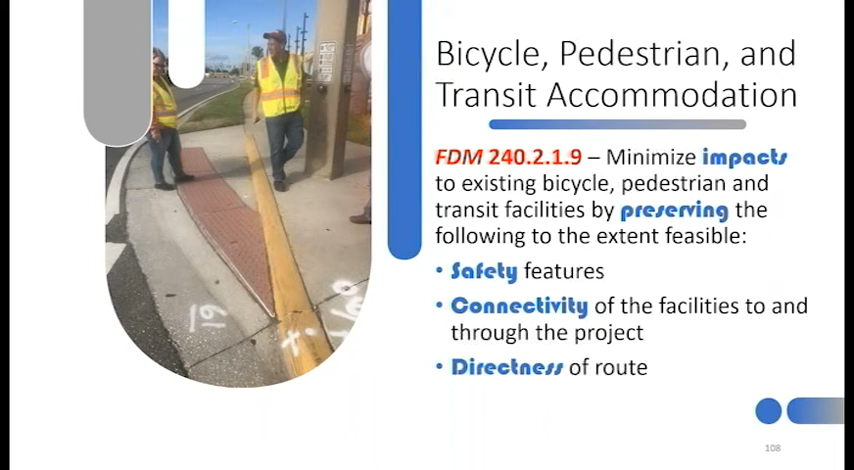 Bicycle, Pedestrian, and
Transit Accommodation
FDM 240.2.1.9 – Minimize impacts
to existing bicycle, pedestrian and
transit facilities by preserving the
following to the extent feasible:
• Safety features
• Connectivity of the facilities to and
through the project
• Directness of route
19
108